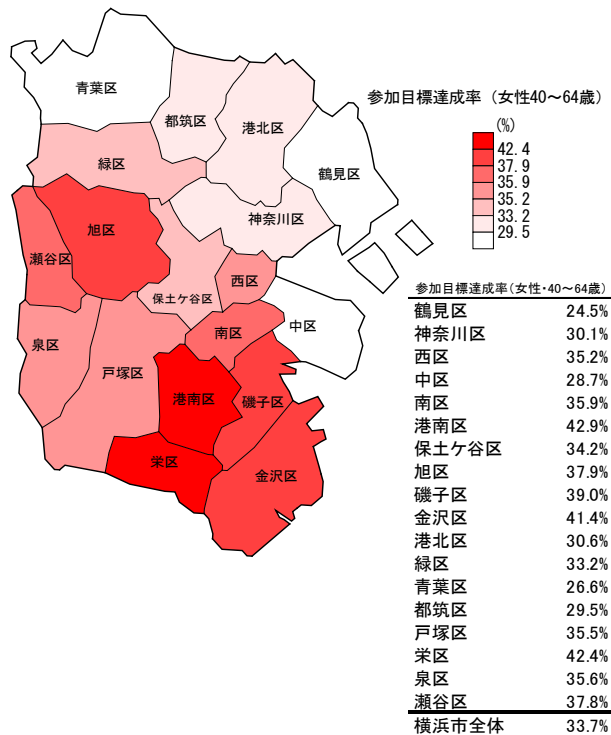 青葉区
都筑区
港北区
緑区
鶴見区
神奈川区
旭区
瀬谷区
保土ケ谷区
西区
中区
南区
泉区
戸塚区
港南区
磯子区
栄区
金沢区
参加目標達成率（女性40～64歳）
(%)
42.4
37.9
35.9
35.2
33.2
29.5
参加目標達成率(女性・40～64歳)
鶴見区 24.5%
神奈川区 30.1%
西区 35.2%
中区 28.7%
南区 35.9%
港南区 42.9%
保土ケ谷区 34.2%
旭区 37.9%
磯子区 39.0%
金沢区 41.4%
港北区 30.6%
緑区 33.2%
青葉区 26.6%
都筑区 29.5%
戸塚区 35.5%
栄区 42.4%
泉区 35.6%
瀬谷区 37.8%
横浜市全体 33.7%